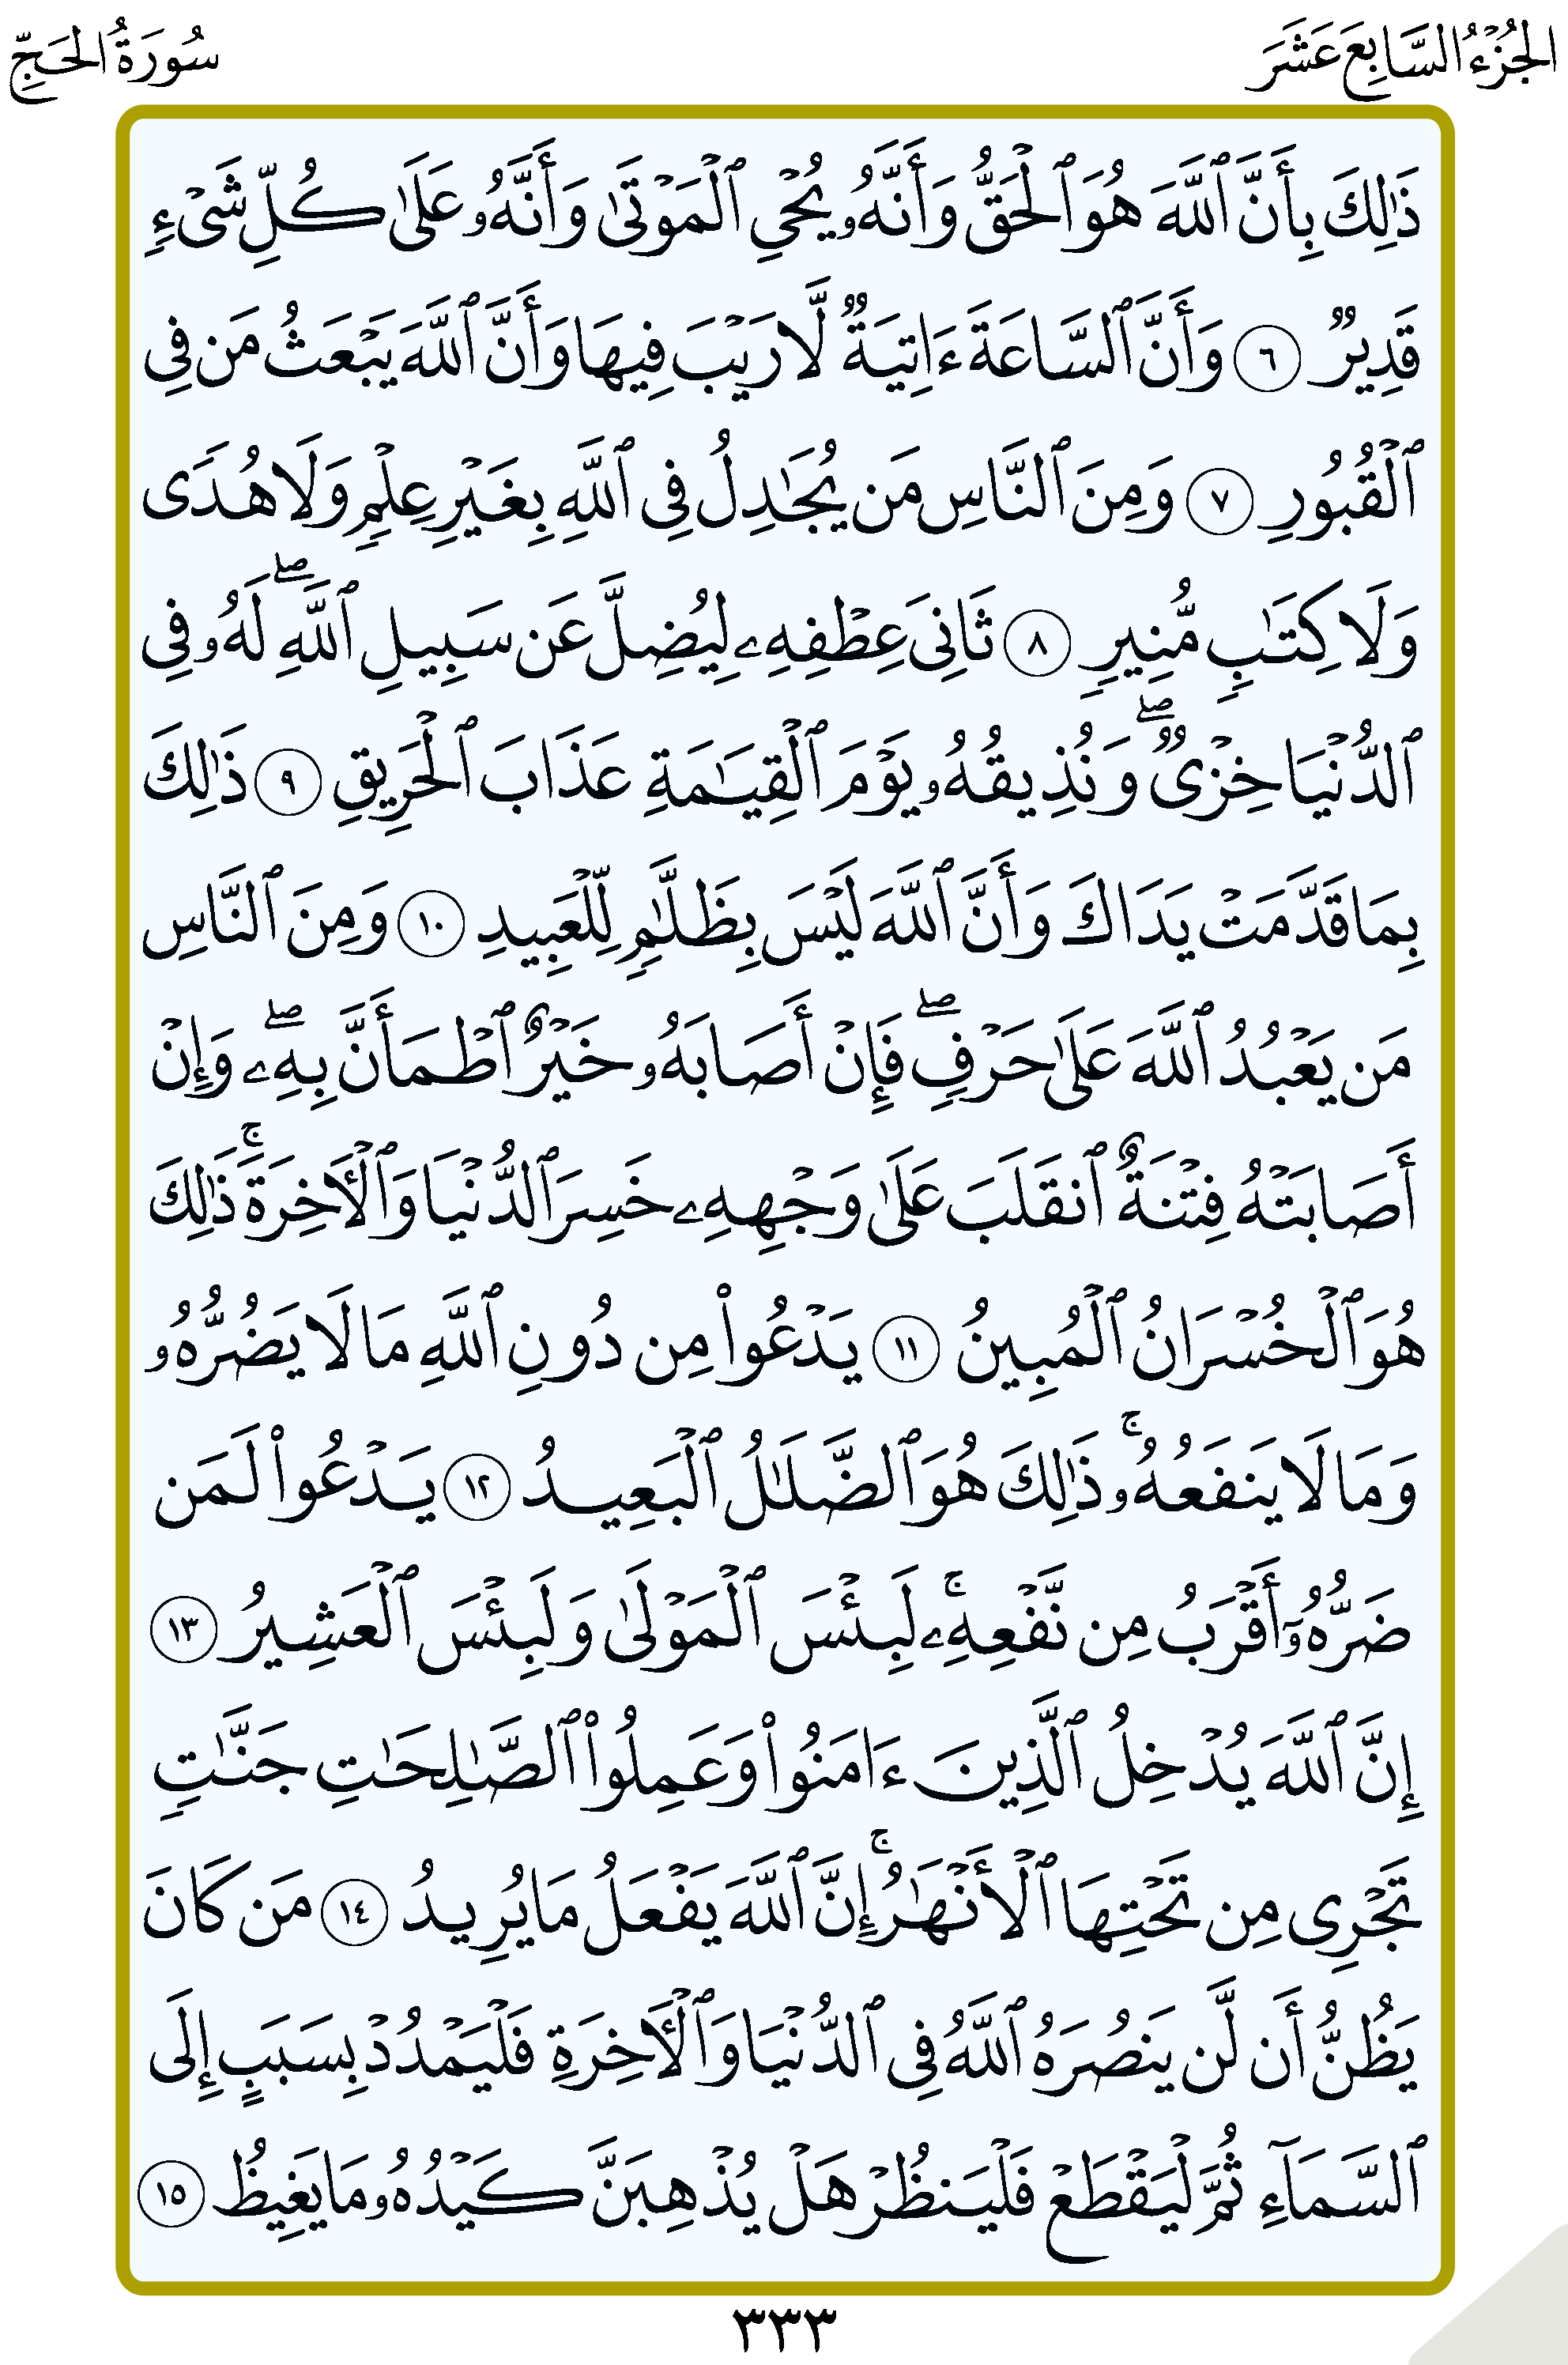 الجُزْءُ السَّابِعَ عَشَرَ
سُورَةُ الحَجِّ
ذَٰلِكَ بِأَنَّ ٱللَّهَ هُوَ ٱلْحَقُّ وَأَنَّهُۥ يُحْىِ ٱلْمَوْتَىٰ وَأَنَّهُۥ عَلَىٰ كُلِّ شَىْءٍ
قَدِيرٌ ٦ وَأَنَّ ٱلسَّاعَةَ ءَاتِيَةٌ لَّا رَيْبَ فِيهَا وَأَنَّ ٱللَّهَ يَبْعَثُ مَن فِى
ٱلْقُبُورِ ٧ وَمِنَ ٱلنَّاسِ مَن يُجَٰدِلُ فِى ٱللَّهِ بِغَيْرِ عِلْمٍ وَلَا هُدًى
وَلَا كِتَٰبٍ مُّنِيرٍ ٨ ثَانِىَ عِطْفِهِۦ لِيُضِلَّ عَن سَبِيلِ ٱللَّهِ ۖ لَهُۥ فِى
ٱلدُّنْيَا خِزْىٌ ۖ وَنُذِيقُهُۥ يَوْمَ ٱلْقِيَٰمَةِ عَذَابَ ٱلْحَرِيقِ ٩ ذَٰلِكَ
بِمَا قَدَّمَتْ يَدَاكَ وَأَنَّ ٱللَّهَ لَيْسَ بِظَلَّٰمٍ لِّلْعَبِيدِ ١٠ وَمِنَ ٱلنَّاسِ
مَن يَعْبُدُ ٱللَّهَ عَلَىٰ حَرْفٍ ۖ فَإِنْ أَصَابَهُۥ خَيْرٌ ٱطْمَأَنَّ بِهِۦ ۖ وَإِنْ
أَصَابَتْهُ فِتْنَةٌ ٱنقَلَبَ عَلَىٰ وَجْهِهِۦ خَسِرَ ٱلدُّنْيَا وَٱلْءَاخِرَةَ ۚ ذَٰلِكَ
هُوَ ٱلْخُسْرَانُ ٱلْمُبِينُ ١١ يَدْعُوا۟ مِن دُونِ ٱللَّهِ مَا لَا يَضُرُّهُۥ
وَمَا لَا يَنفَعُهُۥ ۚ ذَٰلِكَ هُوَ ٱلضَّلَٰلُ ٱلْبَعِيدُ ١٢ يَدْعُوا۟ لَمَن
ضَرُّهُۥٓ أَقْرَبُ مِن نَّفْعِهِۦ ۚ لَبِئْسَ ٱلْمَوْلَىٰ وَلَبِئْسَ ٱلْعَشِيرُ ١٣
إِنَّ ٱللَّهَ يُدْخِلُ ٱلَّذِينَ ءَامَنُوا۟ وَعَمِلُوا۟ ٱلصَّٰلِحَٰتِ جَنَّٰتٍ
تَجْرِى مِن تَحْتِهَا ٱلْأَنْهَٰرُ ۚ إِنَّ ٱللَّهَ يَفْعَلُ مَا يُرِيدُ ١٤ مَن كَانَ
يَظُنُّ أَن لَّن يَنصُرَهُ ٱللَّهُ فِى ٱلدُّنْيَا وَٱلْءَاخِرَةِ فَلْيَمْدُدْ بِسَبَبٍ إِلَى
ٱلسَّمَآءِ ثُمَّ لْيَقْطَعْ فَلْيَنظُرْ هَلْ يُذْهِبَنَّ كَيْدُهُۥ مَا يَغِيظُ ١٥
٣٣٣